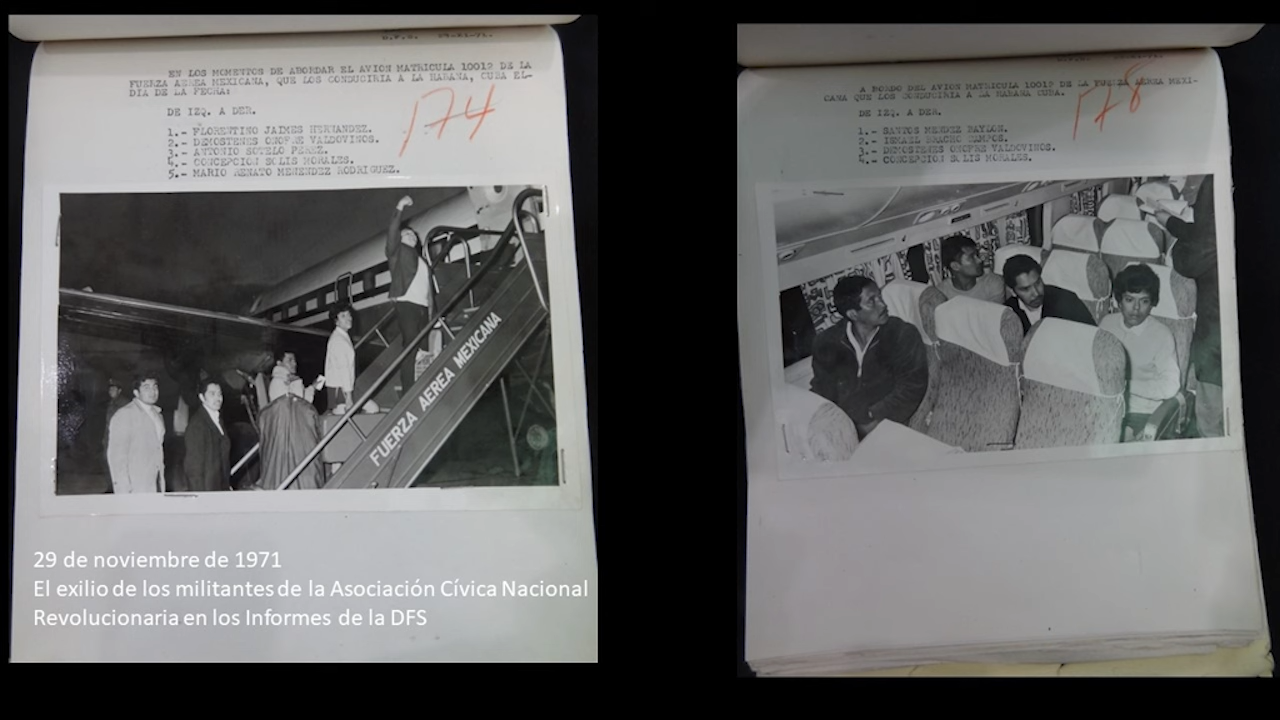 EN LOS MOMENTOS DE ABORDAR EL AVION MATRICULA 10012 DE LA
FUERZA AEREA MEXICANA, QUE LOS CONDUCIRIA A LA HABANA, CUBA EL-
DIA DE LA FECHA:
174
DE IZQ. A DER.
1.- FLORENTINO JAIMES HERNANDEZ.
2.- DEMOSTENES ONOFRE VALDOVINOS.
3.- ANTONIO SOTELO PEREZ.
4.- CONCEPCION SOLIS MORALES.
5.- MARIO RENATO MENENDEZ RODRIGUEZ.
FUERZA AEREA MEXICANA
29 de noviembre de 1971
El exilio de los militantes de la Asociación Cívica Nacional
Revolucionaria en los Informes de la DFS
A BORDO DEL AVION MATRICULA 10012 DE LA FUERZA AEREA MEXI-
CANA QUE LOS CONDUCIRIA A LA HABANA CUBA.
178
DE IZQ. A DER.
1.- SANTOS MENDEZ BAYLON.
2.- ISMAEL BRACHO CAMPOS.
3.- DEMOSTENES ONOFRE VALDOVINOS.
4.- CONCEPCION SOLIS MORALES.